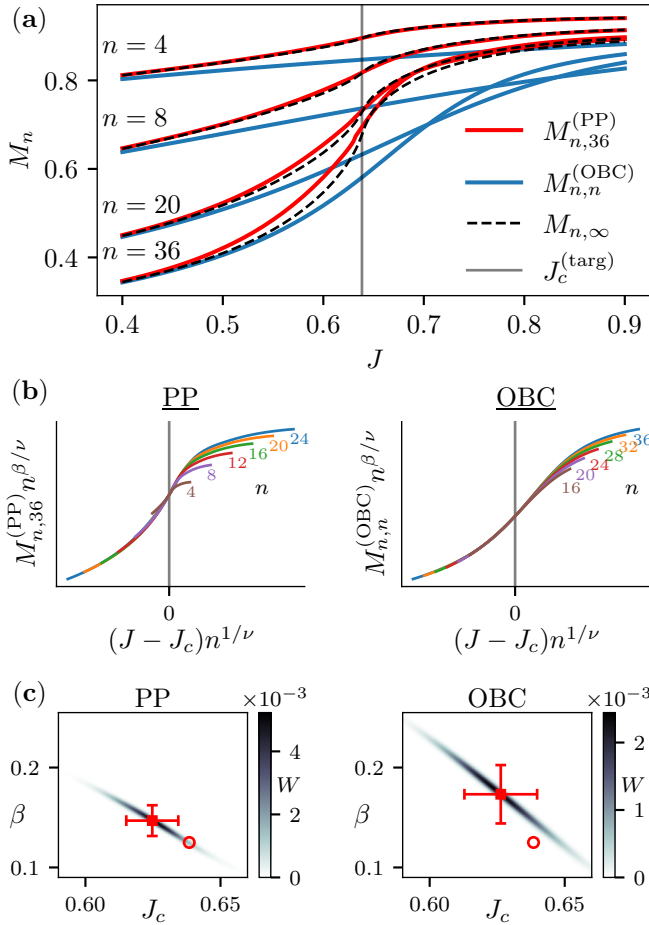 (a)
n = 4
n = 8
n = 20
n = 36
M_n
0.8
0.6
0.4
M_{n,36}^{(PP)}
M_{n,n}^{(OBC)}
M_{n,∞}
J_c^{(targ)}
0.4 0.5 0.6 0.7 0.8 0.9
J
(b)
PP
OBC
M_{n,36}^{(PP)} n^{β/ν}
24
20
16
12
8
4
n
0
(J − J_c)n^{1/ν}
M_{n,n}^{(OBC)} n^{β/ν}
36
32
28
24
20
16
n
0
(J − J_c)n^{1/ν}
(c)
PP
×10^{−3}
OBC
×10^{−3}
β
0.2
0.1
0.60 0.65
J_c
W
4
2
0
β
0.2
0.1
0.60 0.65
J_c
W
2
1
0